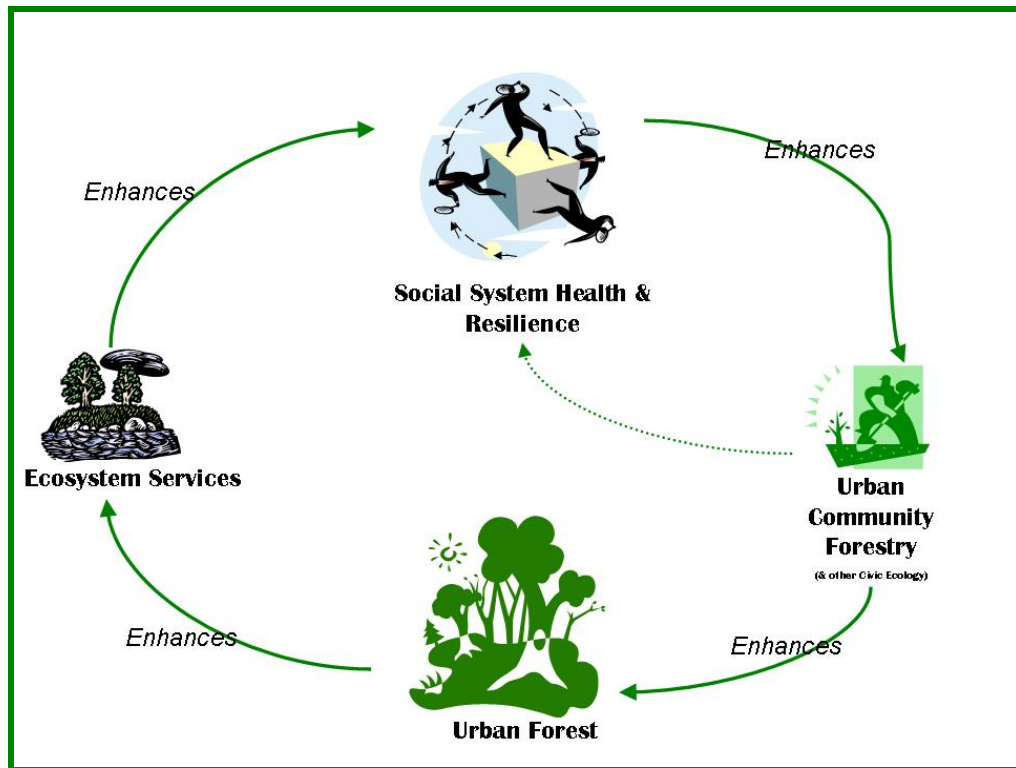 Enhances
Enhances
Social System Health &
Resilience
Ecosystem Services
Urban
Community
Forestry
(& other Civic Ecology)
Enhances
Enhances
Urban Forest